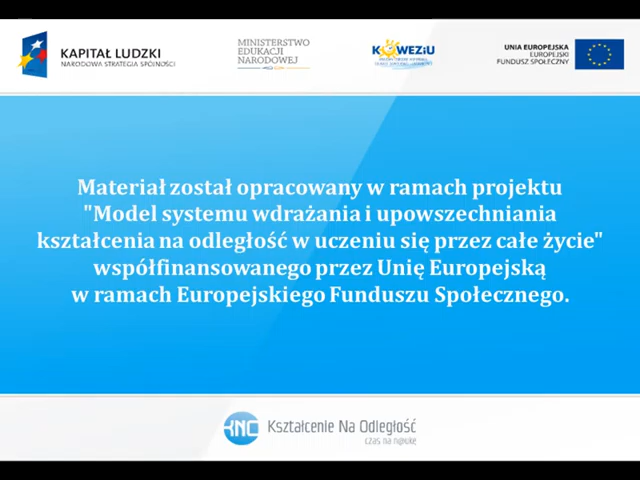 KAPITAŁ LUDZKI
NARODOWA STRATEGIA SPÓJNOŚCI
MINISTERSTWO
EDUKACJI
NARODOWEJ
KOWEZiU
UNIA EUROPEJSKA
EUROPEJSKI
FUNDUSZ SPOŁECZNY
Materiał został opracowany w ramach projektu
"Model systemu wdrażania i upowszechniania
kształcenia na odległość w uczeniu się przez całe życie"
współfinansowanego przez Unię Europejską
w ramach Europejskiego Funduszu Społecznego.
KNO Kształcenie Na Odległość
czas na naukę